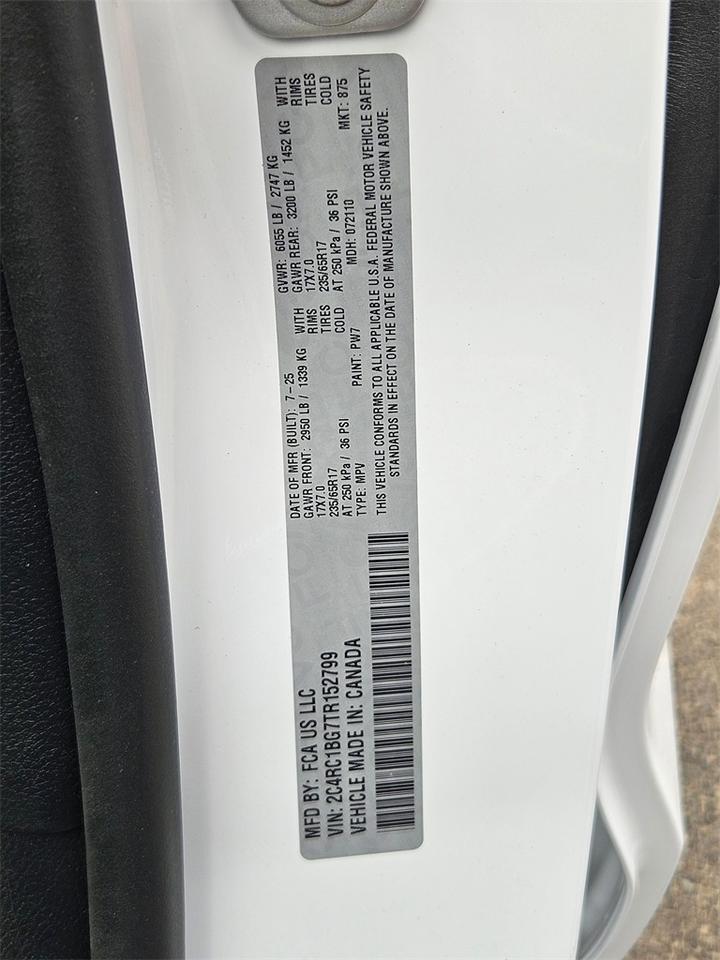 MFD BY: FCA US LLC
VIN: 2C4RC1BG7TR152799
VEHICLE MADE IN: CANADA
DATE OF MFR (BUILT): 7-25
GAWR FRONT: 2950 LB / 1339 KG WITH
17X7.0 RIMS
235/65R17 TIRES
AT 250 kPa / 36 PSI COLD
TYPE: MPV PAINT: PW7
GVWR: 6055 LB / 2747 KG
GAWR REAR: 3200 LB / 1452 KG WITH
17X7.0 RIMS
235/65R17 TIRES
AT 250 kPa / 36 PSI COLD
MDH: 072110 MKT: 875
THIS VEHICLE CONFORMS TO ALL APPLICABLE U.S.A. FEDERAL MOTOR VEHICLE SAFETY
STANDARDS IN EFFECT ON THE DATE OF MANUFACTURE SHOWN ABOVE.